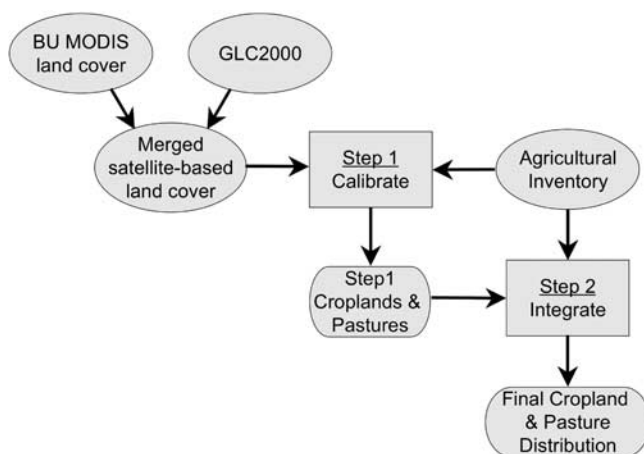 BU MODIS
land cover
GLC2000
Merged
satellite-based
land cover
Step 1
Calibrate
Agricultural
Inventory
Step1
Croplands &
Pastures
Step 2
Integrate
Final Cropland
& Pasture
Distribution